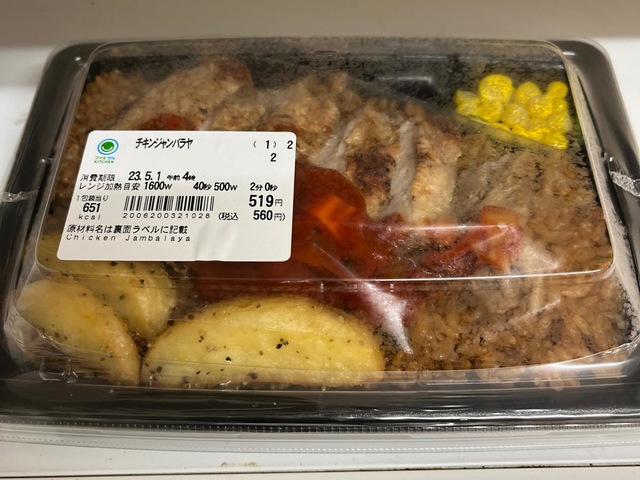 チキンジャンバラヤ
(1) 2
2
ファミマル
KITCHEN
消費期限 23.5.1 午前 4時
レンジ加熱目安 1600w 40秒 500w 2分0秒
1包装当り
651
kcal
2006200321028
519円
(税込 560円)
原材料名は裏面ラベルに記載
Chicken Jambalaya